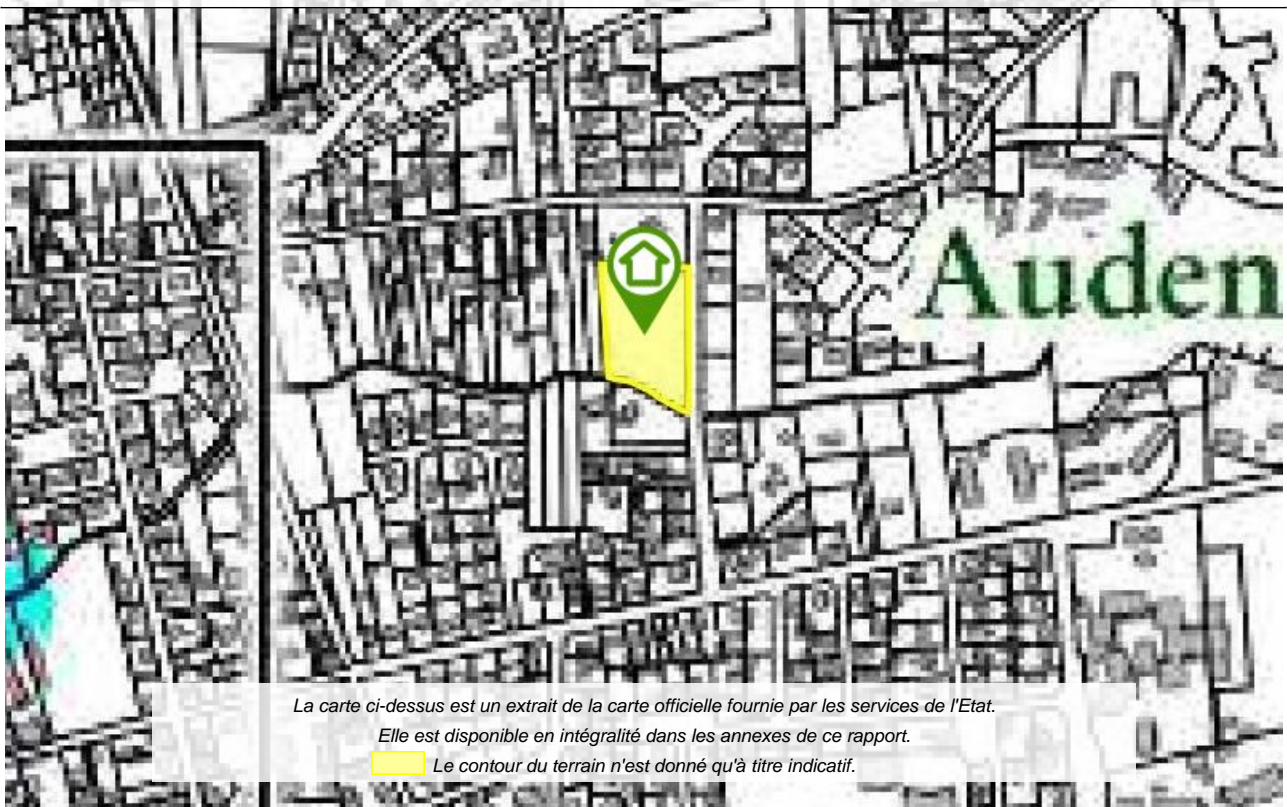 Auden
La carte ci-dessus est un extrait de la carte officielle fournie par les services de l'Etat.
Elle est disponible en intégralité dans les annexes de ce rapport.
Le contour du terrain n'est donné qu'à titre indicatif.